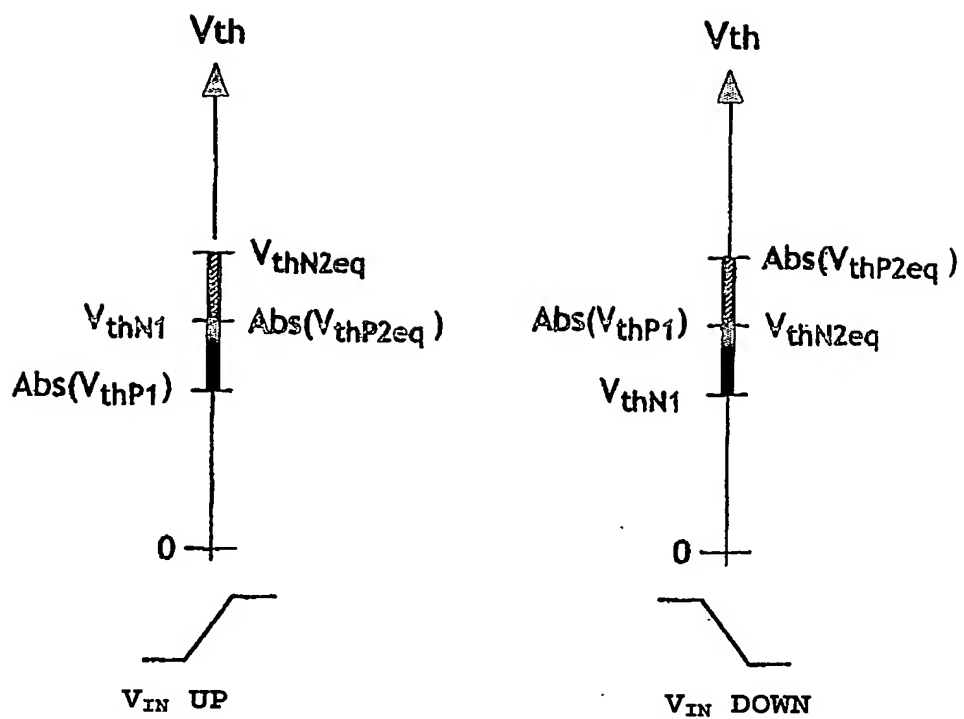 Vth
VthN2eq
VthN1
Abs(VthP2eq)
Abs(VthP1)
0
VIN UP
Vth
Abs(VthP2eq)
Abs(VthP1)
VthN2eq
VthN1
0
VIN DOWN